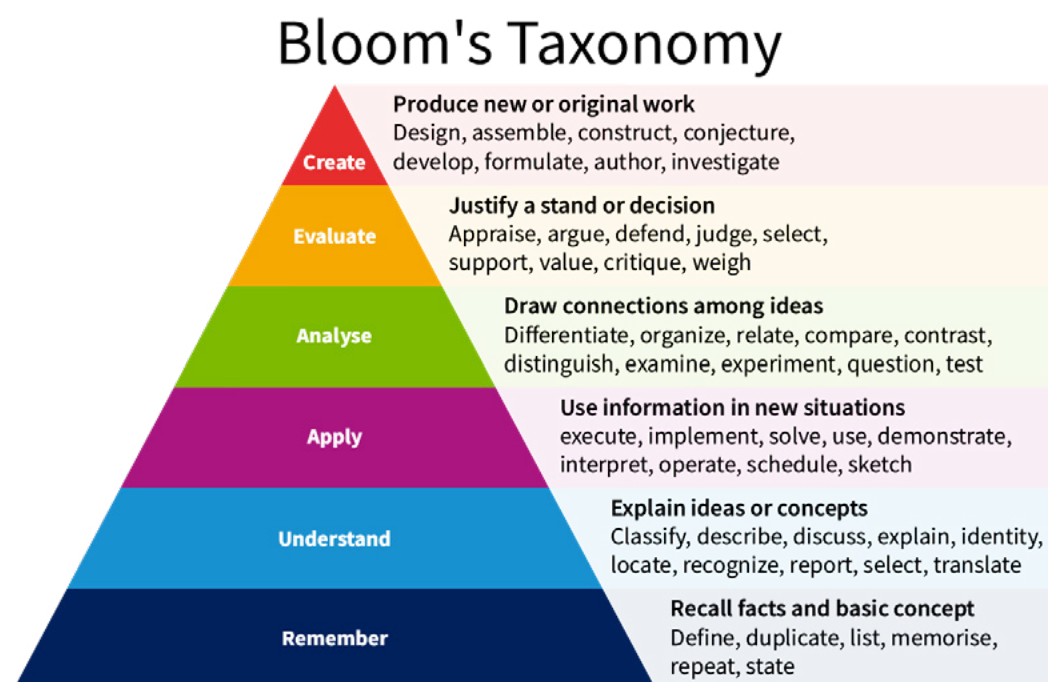 Bloom's Taxonomy
Create
Produce new or original work
Design, assemble, construct, conjecture,
develop, formulate, author, investigate
Evaluate
Justify a stand or decision
Appraise, argue, defend, judge, select,
support, value, critique, weigh
Analyse
Draw connections among ideas
Differentiate, organize, relate, compare, contrast,
distinguish, examine, experiment, question, test
Apply
Use information in new situations
execute, implement, solve, use, demonstrate,
interpret, operate, schedule, sketch
Understand
Explain ideas or concepts
Classify, describe, discuss, explain, identity,
locate, recognize, report, select, translate
Remember
Recall facts and basic concept
Define, duplicate, list, memorise,
repeat, state